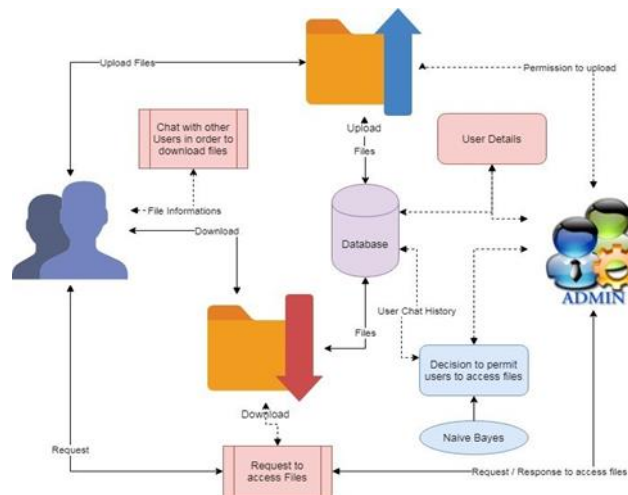 Upload Files
Permission to upload
Chat with other
Users in order to
download files
Upload
Files
User Details
File Informations
Download
Database
ADMIN
User Chat History
Files
Decision to permit
users to access files
Download
Naive Bayes
Request
Request to
access Files
Request / Response to access files